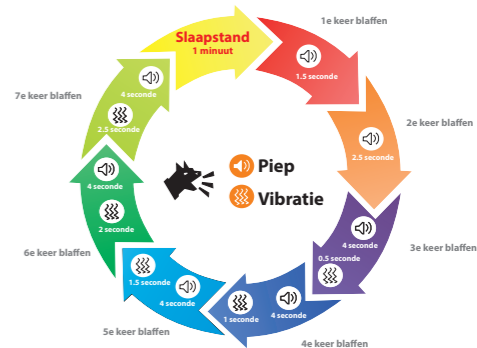 Slaapstand
1 minuut
1e keer blaffen
1.5 seconde
2e keer blaffen
2.5 seconde
3e keer blaffen
4 seconde
0.5 seconde
4e keer blaffen
4 seconde
1 seconde
5e keer blaffen
4 seconde
1.5 seconde
6e keer blaffen
2 seconde
4 seconde
7e keer blaffen
2.5 seconde
4 seconde
Piep
Vibratie